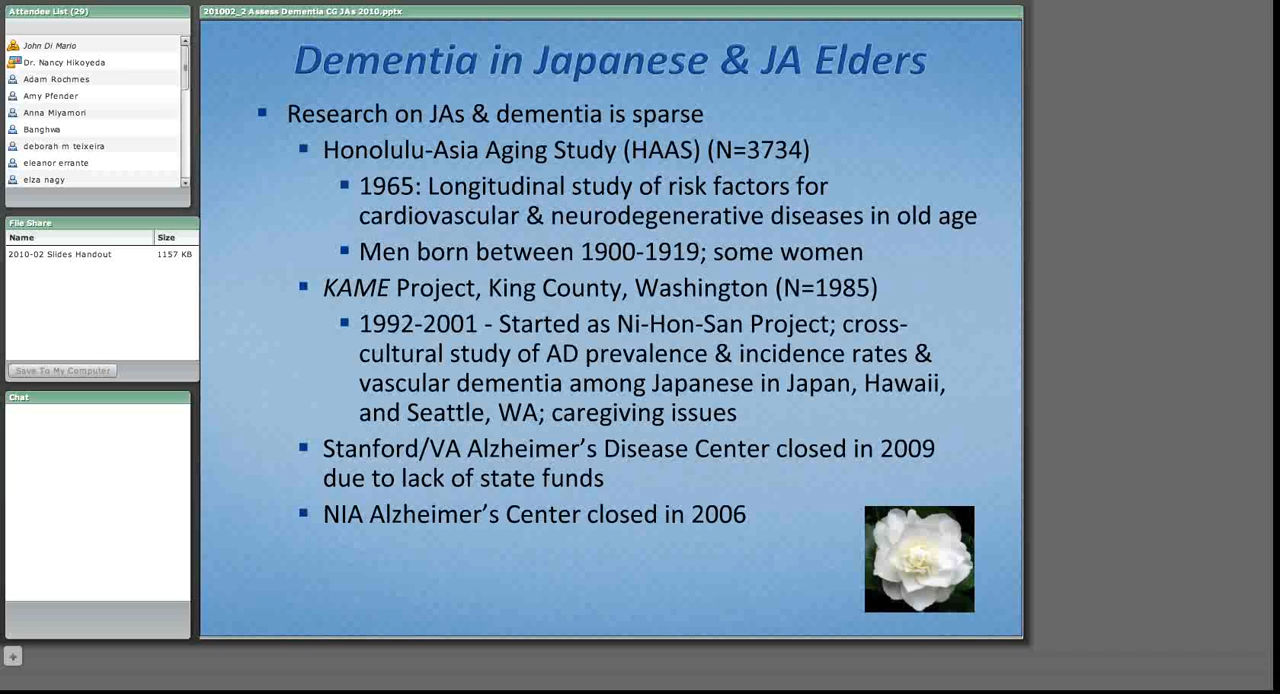 Attendee List (29)
John Di Mario
Dr. Nancy Hikoyeda
Adam Rochmes
Amy Pfender
Anna Miyamori
Banghwa
deborah m teixeira
eleanor errante
elza nagy
File Share
Name Size
2010-02 Slides Handout 1157 KB
Save To My Computer
Chat
201002_2 Assess Dementia CG JAs 2010.pptx
Dementia in Japanese & JA Elders
Research on JAs & dementia is sparse
Honolulu-Asia Aging Study (HAAS) (N=3734)
1965: Longitudinal study of risk factors for
cardiovascular & neurodegenerative diseases in old age
Men born between 1900-1919; some women
KAME Project, King County, Washington (N=1985)
1992-2001 - Started as Ni-Hon-San Project; cross-
cultural study of AD prevalence & incidence rates &
vascular dementia among Japanese in Japan, Hawaii,
and Seattle, WA; caregiving issues
Stanford/VA Alzheimer’s Disease Center closed in 2009
due to lack of state funds
NIA Alzheimer’s Center closed in 2006